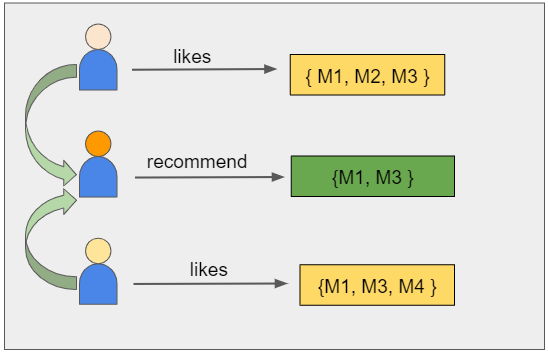 likes
{ M1, M2, M3 }
recommend
{M1, M3 }
likes
{M1, M3, M4 }